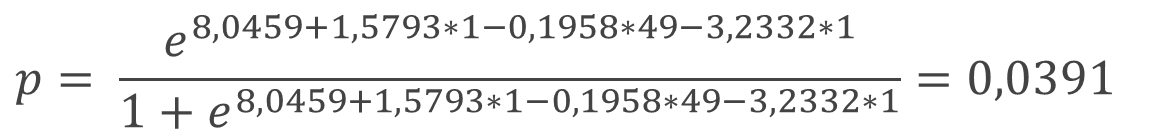 p = e^{8,0459+1,5793*1−0,1958*49−3,2332*1} / 1 + e^{8,0459+1,5793*1−0,1958*49−3,2332*1} = 0,0391